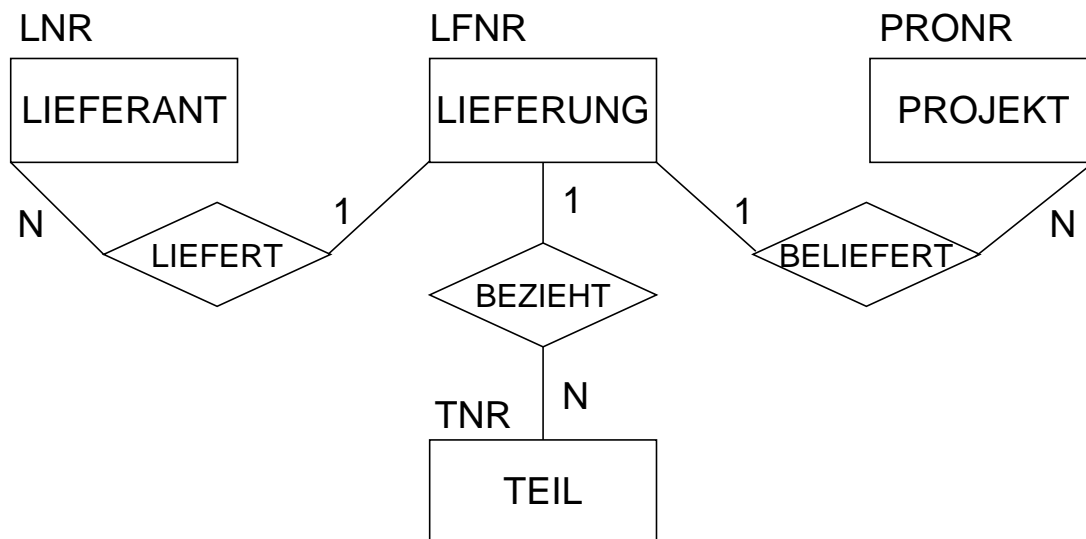 LNR
LFNR
PRONR
LIEFERANT
LIEFERUNG
PROJEKT
N
1
1
1
N
LIEFERT
BELIEFERT
BEZIEHT
N
TNR
TEIL